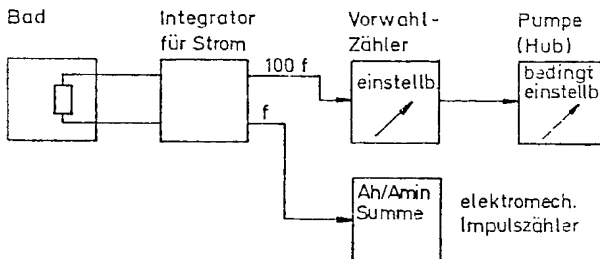 Bad
Integrator
für Strom
Vorwahl-
Zähler
Pumpe
(Hub)
100 f
f
einstellb.
bedingt
einstellb.
Ah/Amin
Summe
elektromech.
Impulszähler